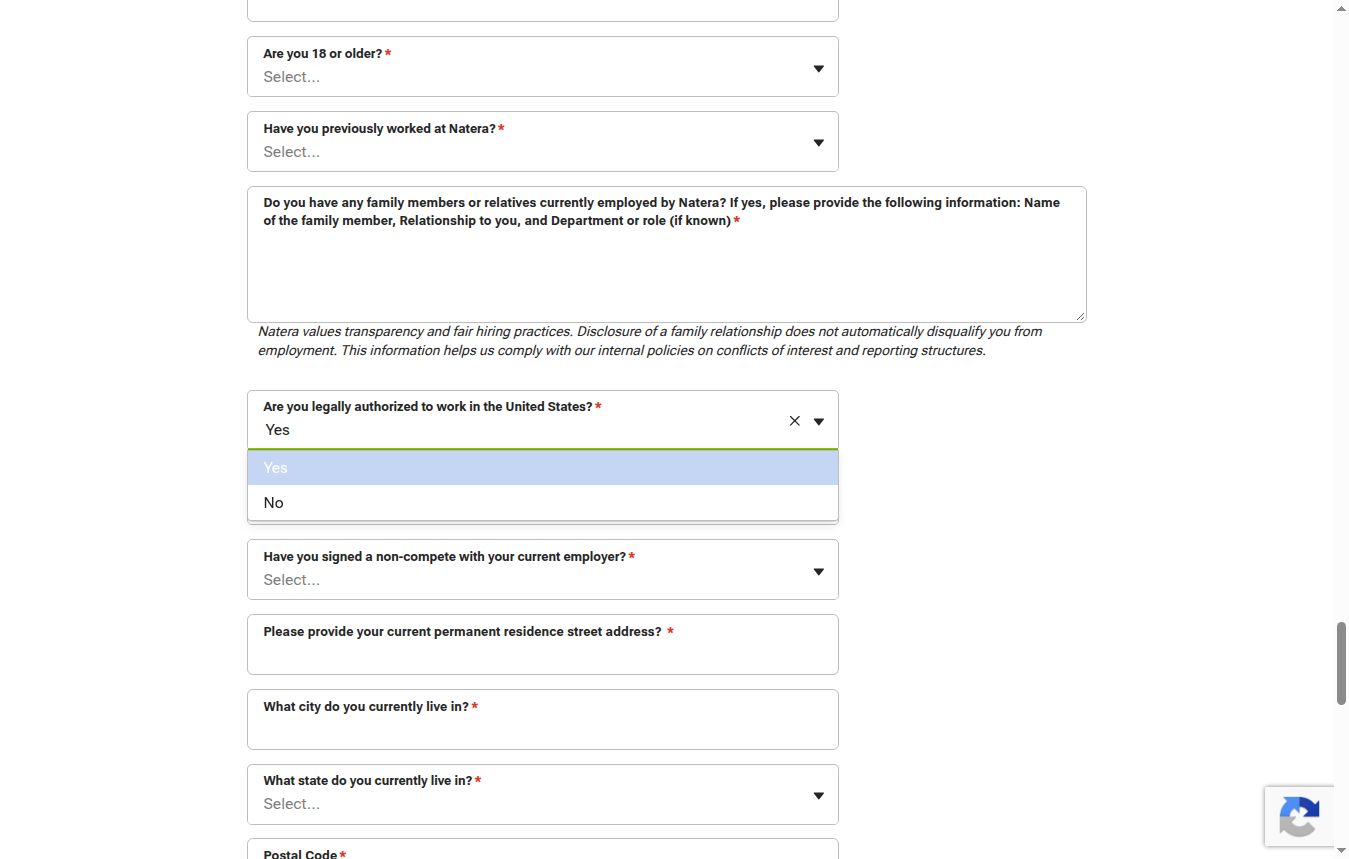 Are you 18 or older?*
Select...
Have you previously worked at Natera?*
Select...
Do you have any family members or relatives currently employed by Natera? If yes, please provide the following information: Name
of the family member, Relationship to you, and Department or role (if known)*
Natera values transparency and fair hiring practices. Disclosure of a family relationship does not automatically disqualify you from
employment. This information helps us comply with our internal policies on conflicts of interest and reporting structures.
Are you legally authorized to work in the United States?*
Yes
Yes
No
Have you signed a non-compete with your current employer?*
Select...
Please provide your current permanent residence street address? *
What city do you currently live in?*
What state do you currently live in?*
Select...
Postal Code*